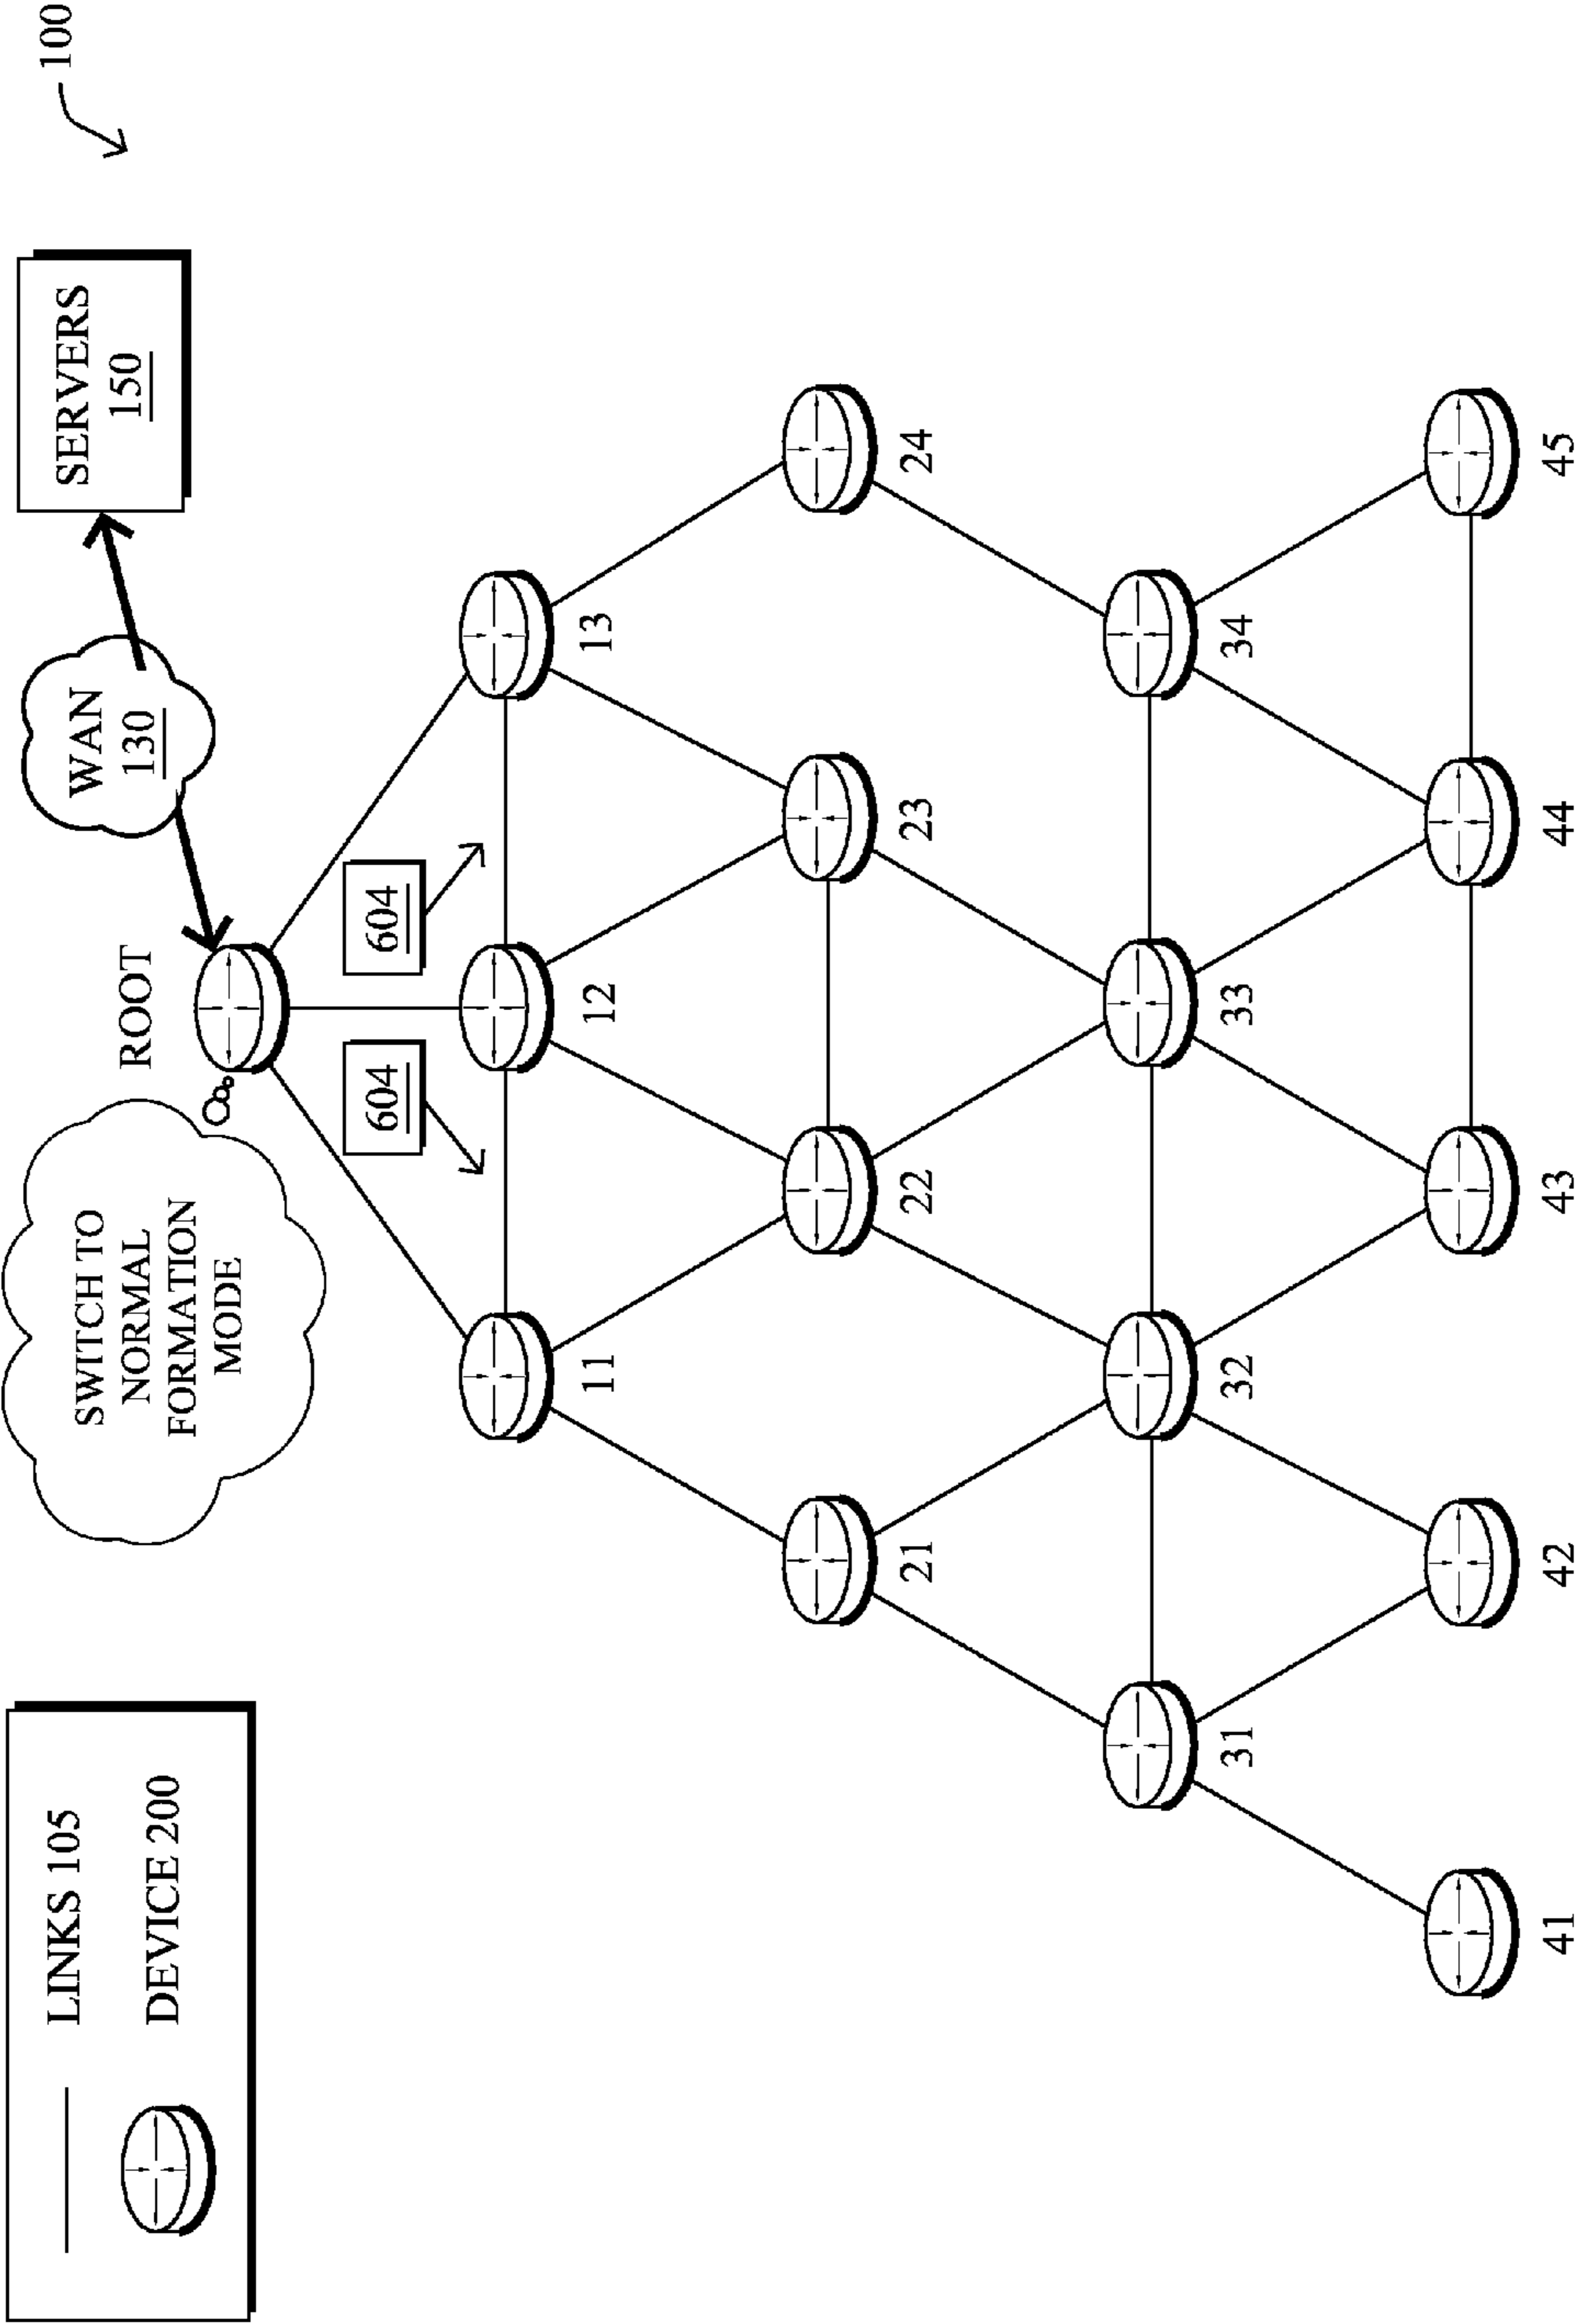 LINKS 105
DEVICE 200
SWITCH TO
NORMAL
FORMATION
MODE
ROOT
WAN
130
SERVERS
150
100
604
604
11
12
13
21
22
23
24
31
32
33
34
41
42
43
44
45